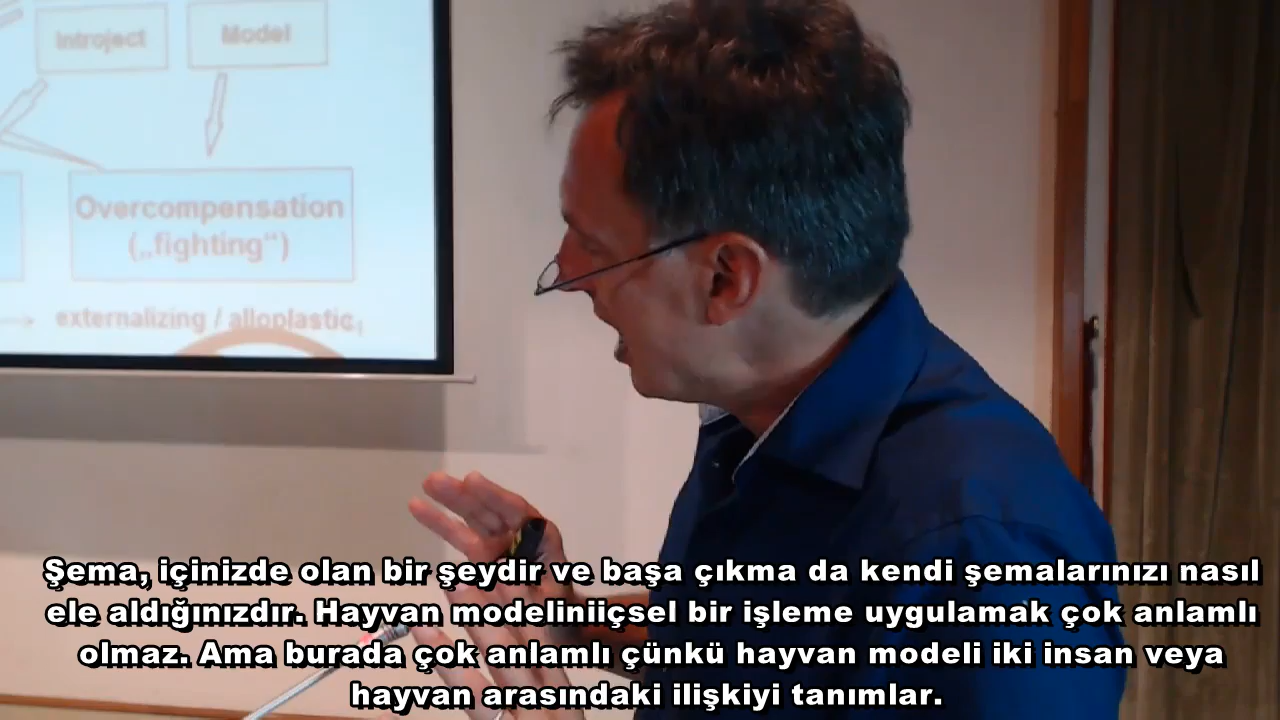 Introject
Model
Overcompensation
(„fighting“)
externalizing / alloplastic
Şema, içinizde olan bir şeydir ve başa çıkma da kendi şemalarınızı nasıl
ele aldığınızdır. Hayvan modeliniiçsel bir işleme uygulamak çok anlamlı
olmaz. Ama burada çok anlamlı çünkü hayvan modeli iki insan veya
hayvan arasındaki ilişkiyi tanımlar.